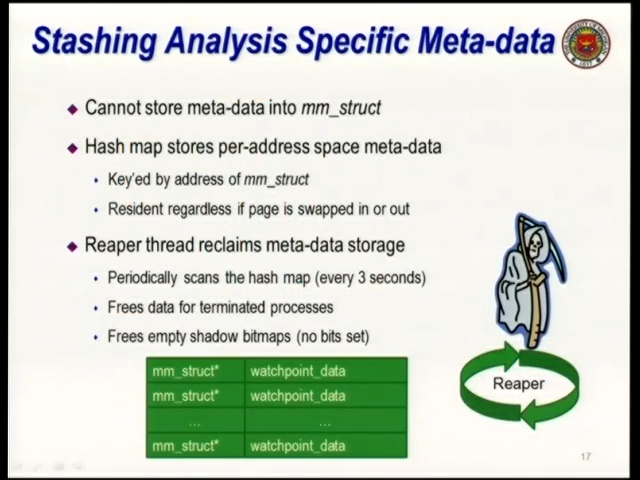 Stashing Analysis Specific Meta-data
Cannot store meta-data into mm_struct
Hash map stores per-address space meta-data
Key'ed by address of mm_struct
Resident regardless if page is swapped in or out
Reaper thread reclaims meta-data storage
Periodically scans the hash map (every 3 seconds)
Frees data for terminated processes
Frees empty shadow bitmaps (no bits set)
mm_struct* watchpoint_data
mm_struct* watchpoint_data
... ...
mm_struct* watchpoint_data
Reaper
17